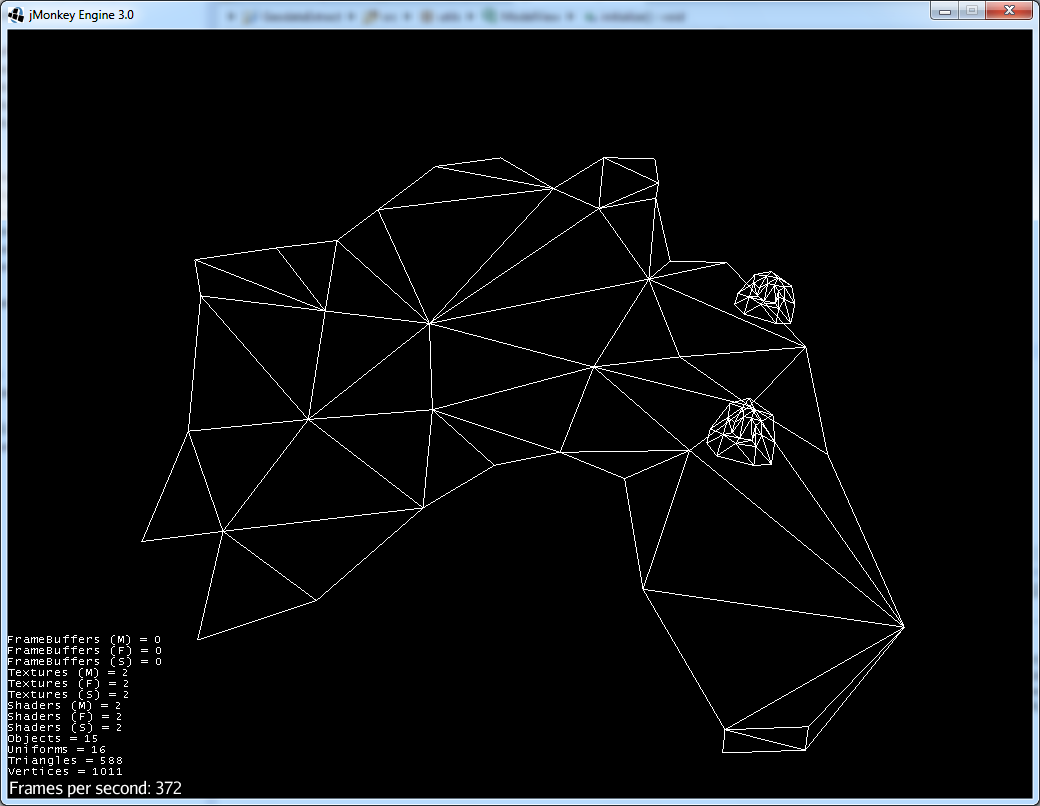 jMonkey Engine 3.0
FrameBuffers (M) = 0
FrameBuffers (F) = 0
FrameBuffers (S) = 0
Textures (M) = 2
Textures (F) = 2
Textures (S) = 2
Shaders (M) = 2
Shaders (F) = 2
Shaders (S) = 2
Objects = 15
Uniforms = 16
Triangles = 588
Vertices = 1011
Frames per second: 372